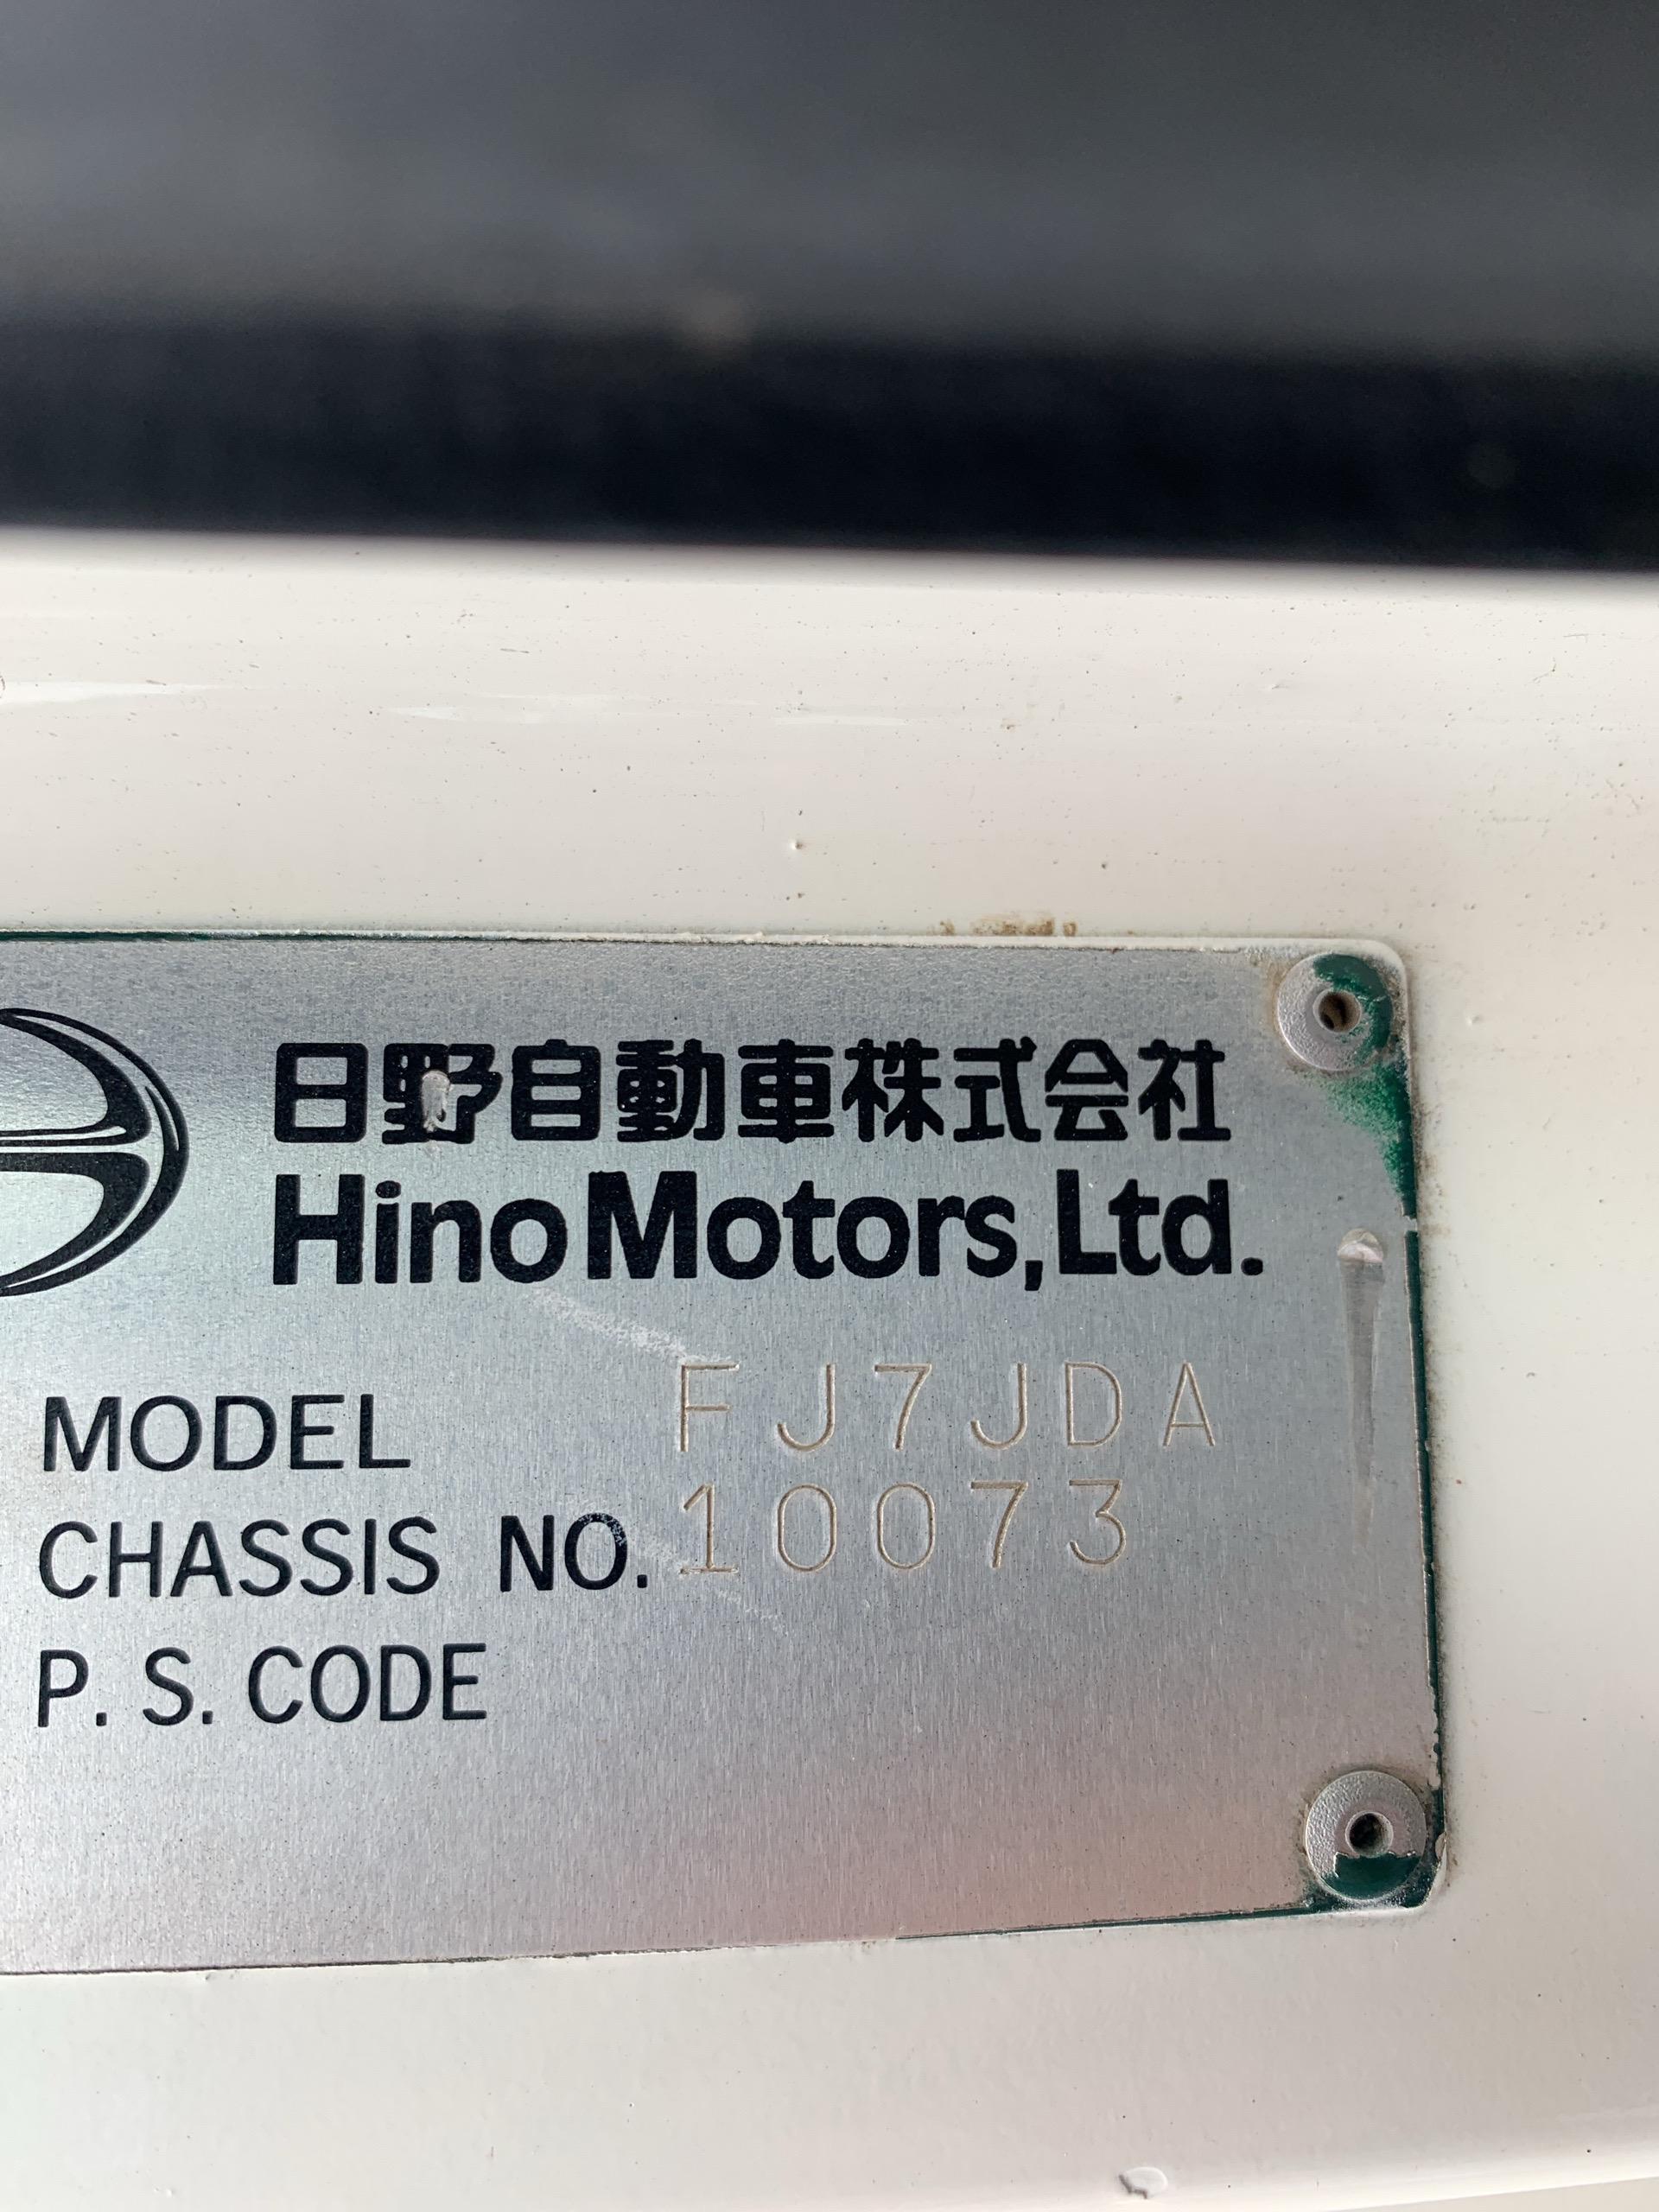 日野自動車株式会社
Hino Motors, Ltd.
MODEL FJ7JDA
CHASSIS NO. 10073
P. S. CODE